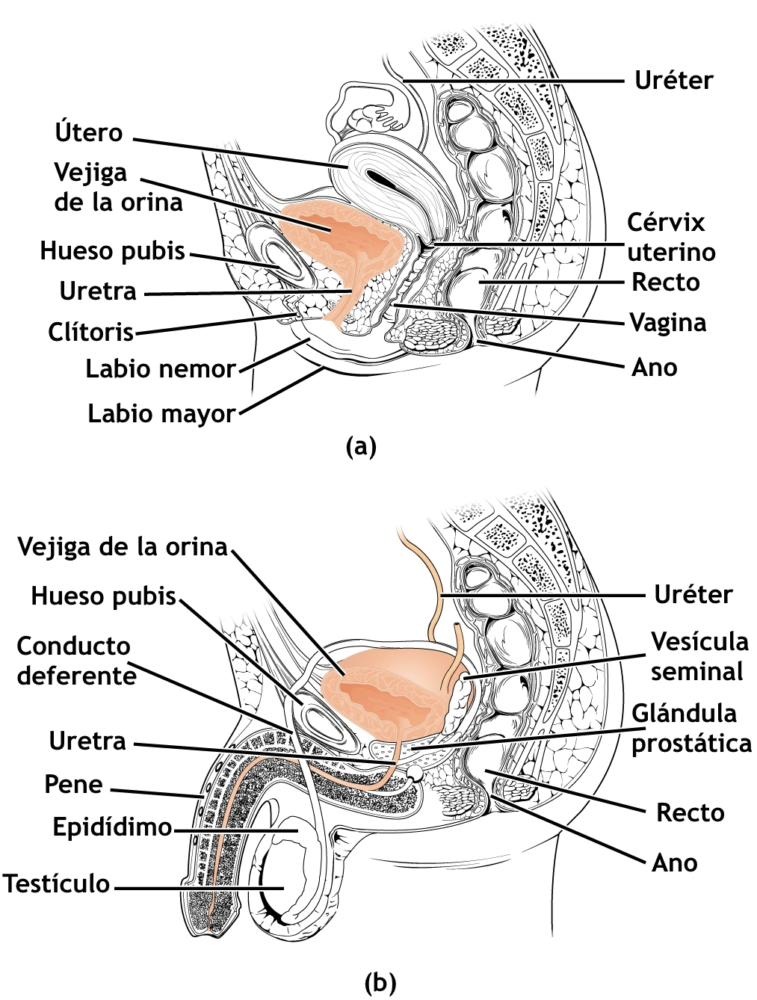 Uréter
Útero
Vejiga
de la orina
Cérvix
uterino
Hueso pubis
Recto
Uretra
Vagina
Clítoris
Labio nemor
Ano
Labio mayor
(a)
Vejiga de la orina
Hueso pubis
Uréter
Conducto
deferente
Vesícula
seminal
Glándula
prostática
Uretra
Pene
Recto
Epidídimo
Ano
Testículo
(b)